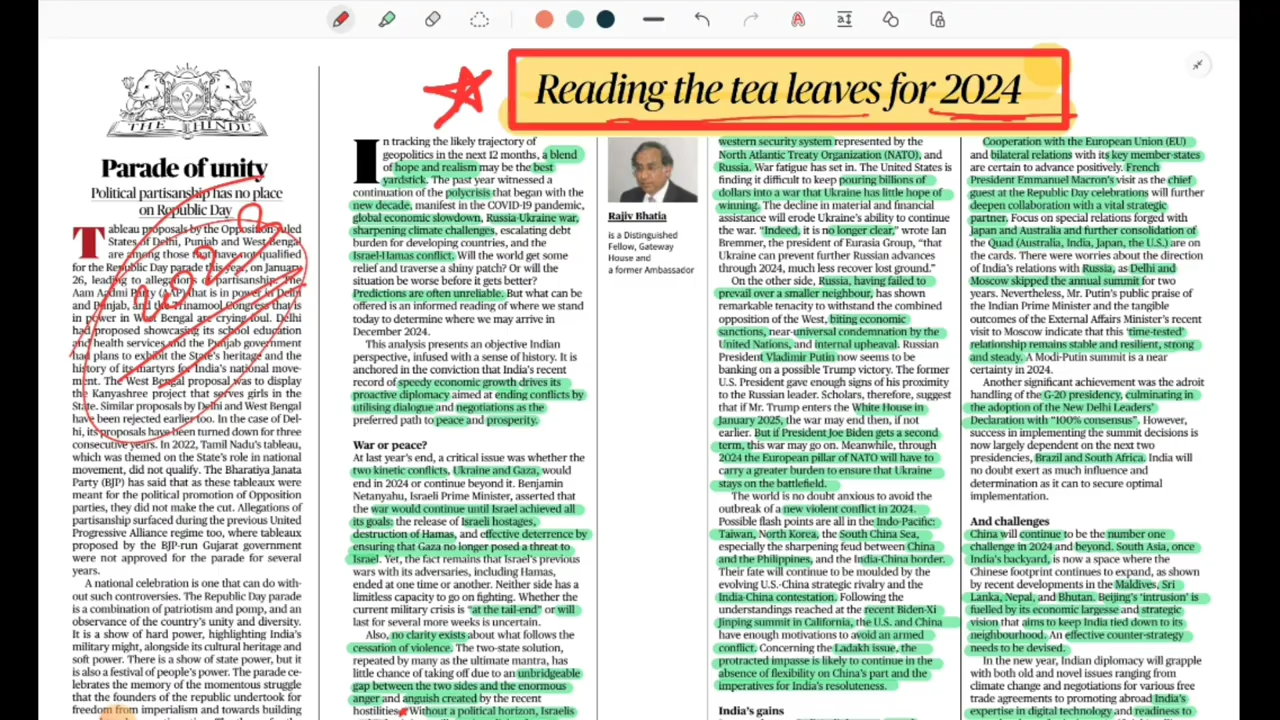 THE HINDU
Parade of unity
Political partisanship has no place
on Republic Day
Tableau proposals by the Opposition-ruled
States of Delhi, Punjab and West Bengal
are among those that have not qualified
for the Republic Day parade this year, on January
26, leading to allegations of partisanship. The
Aam Aadmi Party (AAP) that is in power in Delhi
and Punjab, and the Trinamool Congress that is
in power in West Bengal are crying foul. Delhi
had proposed showcasing its school education
and health services and the Punjab government
had plans to exhibit the State's heritage and the
history of its martyrs for India's national move-
ment. The West Bengal proposal was to display
the Kanyashree project that serves girls in the
State. Similar proposals by Delhi and West Bengal
have been rejected earlier too. In the case of Del-
hi, its proposals have been turned down for three
consecutive years. In 2022, Tamil Nadu's tableau,
which was themed on the State's role in national
movement, did not qualify. The Bharatiya Janata
Party (BJP) has said that as these tableaux were
meant for the political promotion of Opposition
parties, they did not make the cut. Allegations of
partisanship surfaced during the previous United
Progressive Alliance regime too, where tableaux
proposed by the BJP-run Gujarat government
were not approved for the parade for several
years.
A national celebration is one that can do with-
out such controversies. The Republic Day parade
is a combination of patriotism and pomp, and an
observance of the country's unity and diversity.
It is a show of hard power, highlighting India's
military might, alongside its cultural heritage and
soft power. There is a show of state power, but it
is also a festival of people's power. The parade ce-
lebrates the memory of the momentous struggle
that the founders of the republic undertook for
freedom from imperialism and towards building
Reading the tea leaves for 2024
In tracking the likely trajectory of
geopolitics in the next 12 months, a blend
of hope and realism may be the best
yardstick. The past year witnessed a
continuation of the polycrisis that began with the
new decade, manifest in the COVID-19 pandemic,
global economic slowdown, Russia-Ukraine war,
sharpening climate challenges, escalating debt
burden for developing countries, and the
Israel-Hamas conflict. Will the world get some
relief and traverse a shiny patch? Or will the
situation be worse before it gets better?
Predictions are often unreliable. But what can be
offered is an informed reading of where we stand
today to determine where we may arrive in
December 2024.
This analysis presents an objective Indian
perspective, infused with a sense of history. It is
anchored in the conviction that India's recent
record of speedy economic growth drives its
proactive diplomacy aimed at ending conflicts by
utilising dialogue and negotiations as the
preferred path to peace and prosperity.
War or peace?
At last year's end, a critical issue was whether the
two kinetic conflicts, Ukraine and Gaza, would
end in 2024 or continue beyond it. Benjamin
Netanyahu, Israeli Prime Minister, asserted that
the war would continue until Israel achieved all
its goals: the release of Israeli hostages,
destruction of Hamas, and effective deterrence by
ensuring that Gaza no longer posed a threat to
Israel. Yet, the fact remains that Israel's previous
wars with its adversaries, including Hamas,
ended at one time or another. Neither side has a
limitless capacity to go on fighting. Whether the
current military crisis is "at the tail-end" or will
last for several more weeks is uncertain.
Also, no clarity exists about what follows the
cessation of violence. The two-state solution,
repeated by many as the ultimate mantra, has
little chance of taking off due to an unbridgeable
gap between the two sides and the enormous
anger and anguish created by the recent
hostilities. Without a political horizon, Israelis
Rajiv Bhatia
is a Distinguished
Fellow, Gateway
House and
a former Ambassador
western security system represented by the
North Atlantic Treaty Organization (NATO), and
Russia. War fatigue has set in. The United States is
finding it difficult to keep pouring billions of
dollars into a war that Ukraine has little hope of
winning. The decline in material and financial
assistance will erode Ukraine's ability to continue
the war. "Indeed, it is no longer clear," wrote Ian
Bremmer, the president of Eurasia Group, "that
Ukraine can prevent further Russian advances
through 2024, much less recover lost ground."
On the other side, Russia, having failed to
prevail over a smaller neighbour, has shown
remarkable tenacity to withstand the combined
opposition of the West, biting economic
sanctions, near-universal condemnation by the
United Nations, and internal upheaval. Russian
President Vladimir Putin now seems to be
banking on a possible Trump victory. The former
U.S. President gave enough signs of his proximity
to the Russian leader. Scholars, therefore, suggest
that if Mr. Trump enters the White House in
January 2025, the war may end then, if not
earlier. But if President Joe Biden gets a second
term, this war may go on. Meanwhile, through
2024 the European pillar of NATO will have to
carry a greater burden to ensure that Ukraine
stays on the battlefield.
The world is no doubt anxious to avoid the
outbreak of a new violent conflict in 2024.
Possible flash points are all in the Indo-Pacific:
Taiwan, North Korea, the South China Sea,
especially the sharpening feud between China
and the Philippines, and the India-China border.
Their fate will continue to be moulded by the
evolving U.S.-China strategic rivalry and the
India-China contestation. Following the
understandings reached at the recent Biden-Xi
Jinping summit in California, the U.S. and China
have enough motivations to avoid an armed
conflict. Concerning the Ladakh issue, the
protracted impasse is likely to continue in the
absence of flexibility on China's part and the
imperatives for India's resoluteness.
India's gains
Cooperation with the European Union (EU)
and bilateral relations with its key member-states
are certain to advance positively. French
President Emmanuel Macron's visit as the chief
guest at the Republic Day celebrations will further
deepen collaboration with a vital strategic
partner. Focus on special relations forged with
Japan and Australia and further consolidation of
the Quad (Australia, India, Japan, the U.S.) are on
the cards. There were worries about the direction
of India's relations with Russia, as Delhi and
Moscow skipped the annual summit for two
years. Nevertheless, Mr. Putin's public praise of
the Indian Prime Minister and the tangible
outcomes of the External Affairs Minister's recent
visit to Moscow indicate that this 'time-tested'
relationship remains stable and resilient, strong
and steady. A Modi-Putin summit is a near
certainty in 2024.
Another significant achievement was the adroit
handling of the G-20 presidency, culminating in
the adoption of the New Delhi Leaders'
Declaration with "100% consensus". However,
success in implementing the summit decisions is
now largely dependent on the next two
presidencies, Brazil and South Africa. India will
no doubt exert as much influence and
determination as it can to secure optimal
implementation.
And challenges
China will continue to be the number one
challenge in 2024 and beyond. South Asia, once
India's backyard, is now a space where the
Chinese footprint continues to expand, as shown
by recent developments in the Maldives, Sri
Lanka, Nepal, and Bhutan. Beijing's 'intrusion' is
fuelled by its economic largesse and strategic
vision that aims to keep India tied down to its
neighbourhood. An effective counter-strategy
needs to be devised.
In the new year, Indian diplomacy will grapple
with both old and novel issues ranging from
climate change and negotiations for various free
trade agreements to promoting abroad India's
expertise in digital technology and readiness to